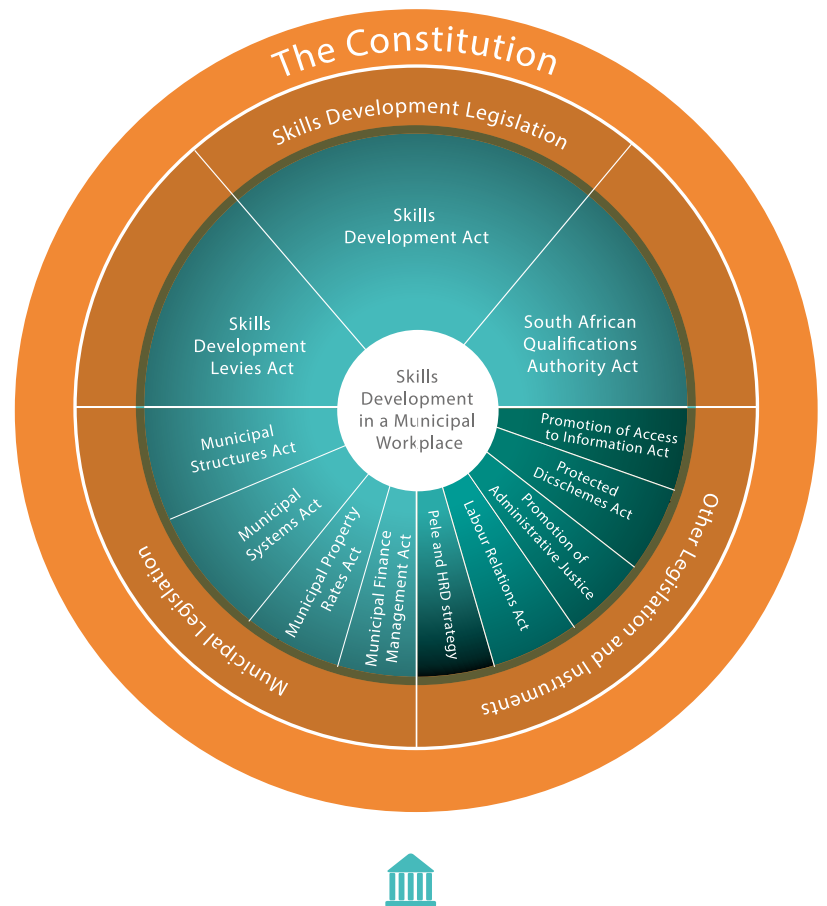 The Constitution
Skills Development Legislation
Skills
Development Act
Skills
Development
Levies Act
South African
Qualifications
Authority Act
Skills
Development
in a Municipal
Workplace
Municipal
Structures Act
Municipal
Systems Act
Municipal Property
Rates Act
Municipal Finance
Management Act
Pele and HRD strategy
Labour Relations Act
Promotion of
Administrative Justice
Protected
Dicschemes Act
Promotion of Access
to Information Act
Municipal Legislation
Other Legislation and Instruments